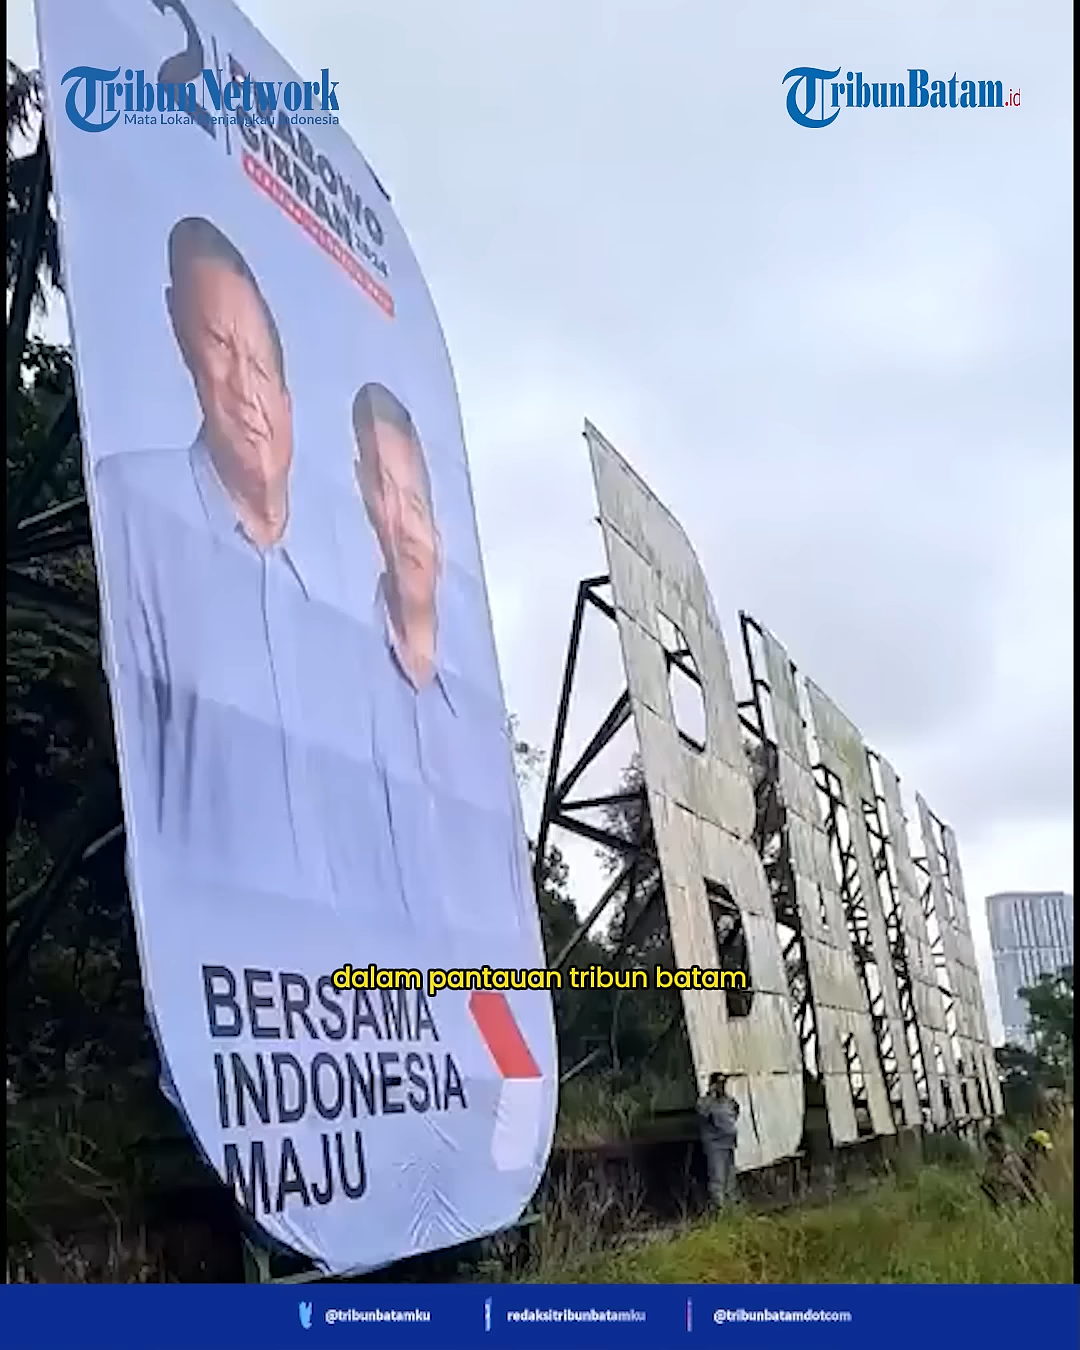 TribunNetwork
Mata Lokal Menjangkau Indonesia
TribunBatam.id
2
PRABOWO
GIBRAN
2024
dalam pantauan tribun batam
BERSAMA
INDONESIA
MAJU
@tribunbatamku
redaksitribunbatamku
@tribunbatamdotcom